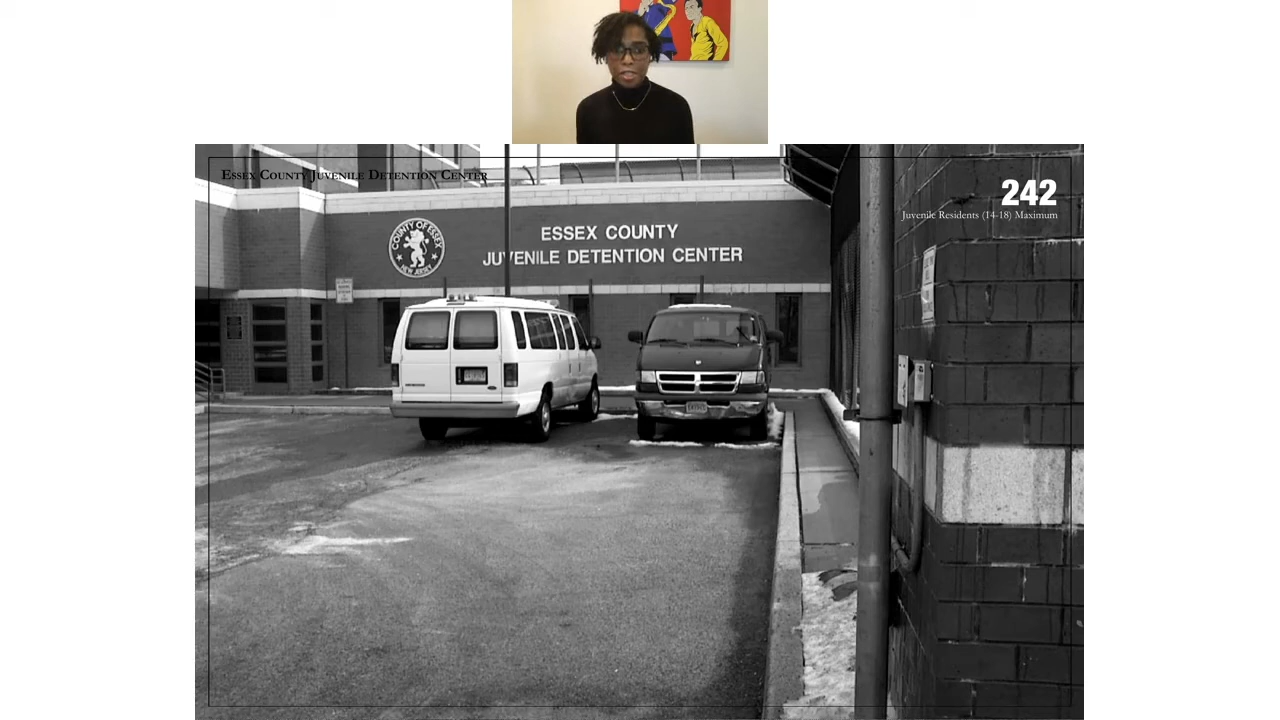 Essex County Juvenile Detention Center
242
Juvenile Residents (14-18) Maximum
COUNTY OF ESSEX
NEW JERSEY
ESSEX COUNTY
JUVENILE DETENTION CENTER